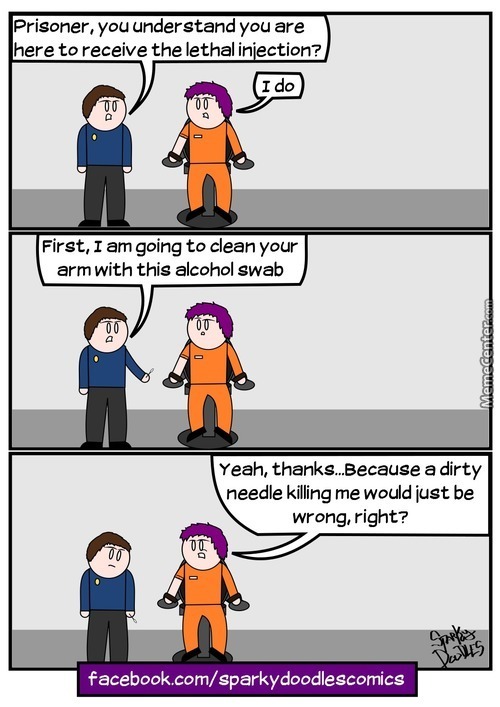 Prisoner, you understand you are
here to receive the lethal injection?
I do
First, I am going to clean your
arm with this alcohol swab
MemeCenter.com
Yeah, thanks...Because a dirty
needle killing me would just be
wrong, right?
Sparky
Doodles
facebook.com/sparkydoodlescomics